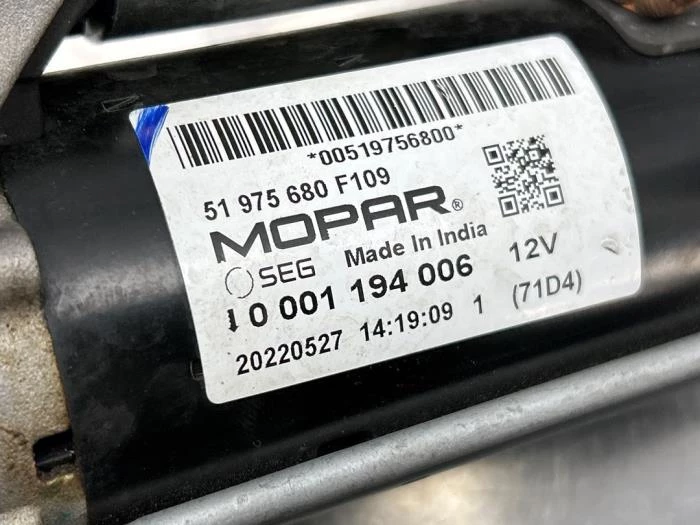 *00519756800*
51 975 680 F109
MOPAR®
SEG Made In India 12V
0 001 194 006
20220527 14:19:09 1 (71D4)